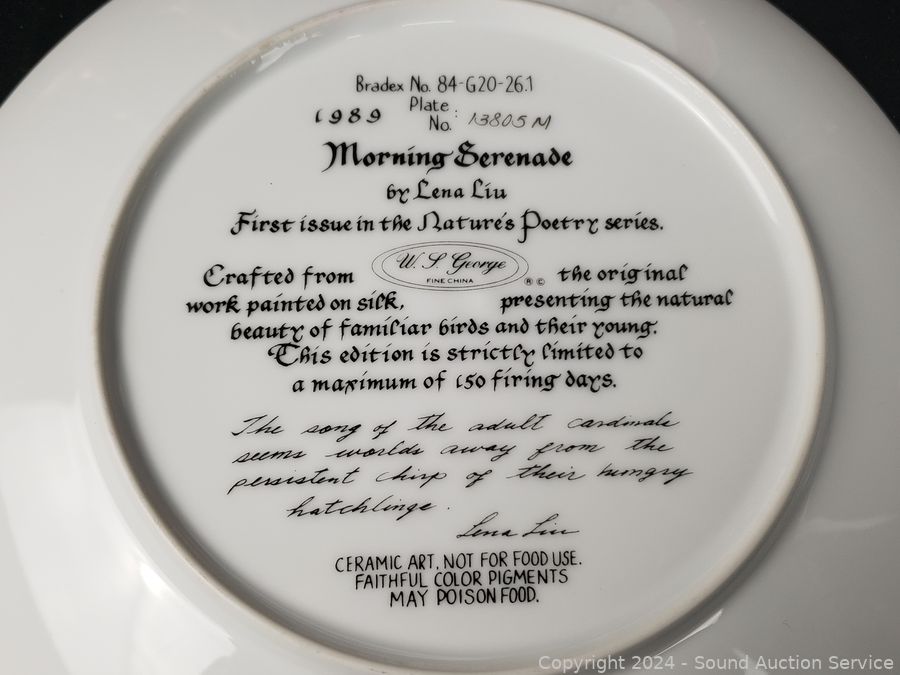 Bradex No. 84-G20-26.1
1989 Plate No: 13805 M
Morning Serenade
by Lena Liu
First issue in the Nature's Poetry series.
Crafted from W. S. George FINE CHINA ® © the original
work painted on silk, presenting the natural
beauty of familiar birds and their young.
This edition is strictly limited to
a maximum of 150 firing days.
The song of the adult cardinals
seems worlds away from the
persistent chirp of their hungry
hatchlings.
Lena Liu
CERAMIC ART, NOT FOR FOOD USE.
FAITHFUL COLOR PIGMENTS
MAY POISON FOOD.
Copyright 2024 - Sound Auction Service